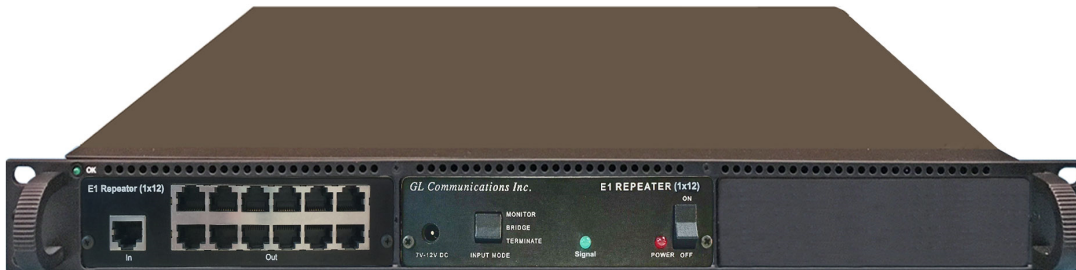 OK
E1 Repeater (1x12)
In
Out
GL Communications Inc.
E1 REPEATER (1x12)
ON
MONITOR
BRIDGE
TERMINATE
7V-12V DC
INPUT MODE
Signal
POWER OFF